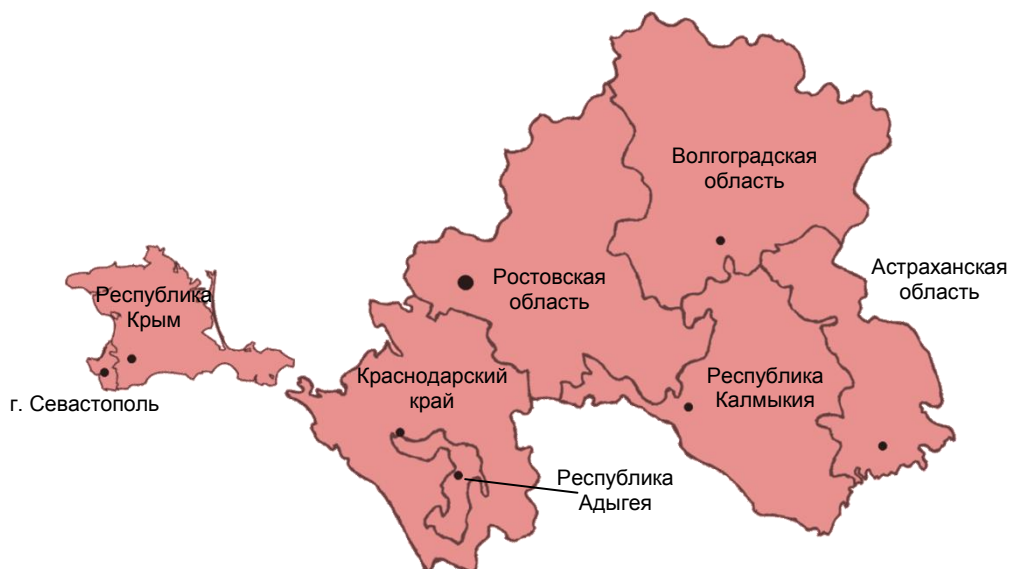 Волгоградская
область
Астраханская
область
Ростовская
область
Республика
Крым
Краснодарский
край
Республика
Калмыкия
г. Севастополь
Республика
Адыгея